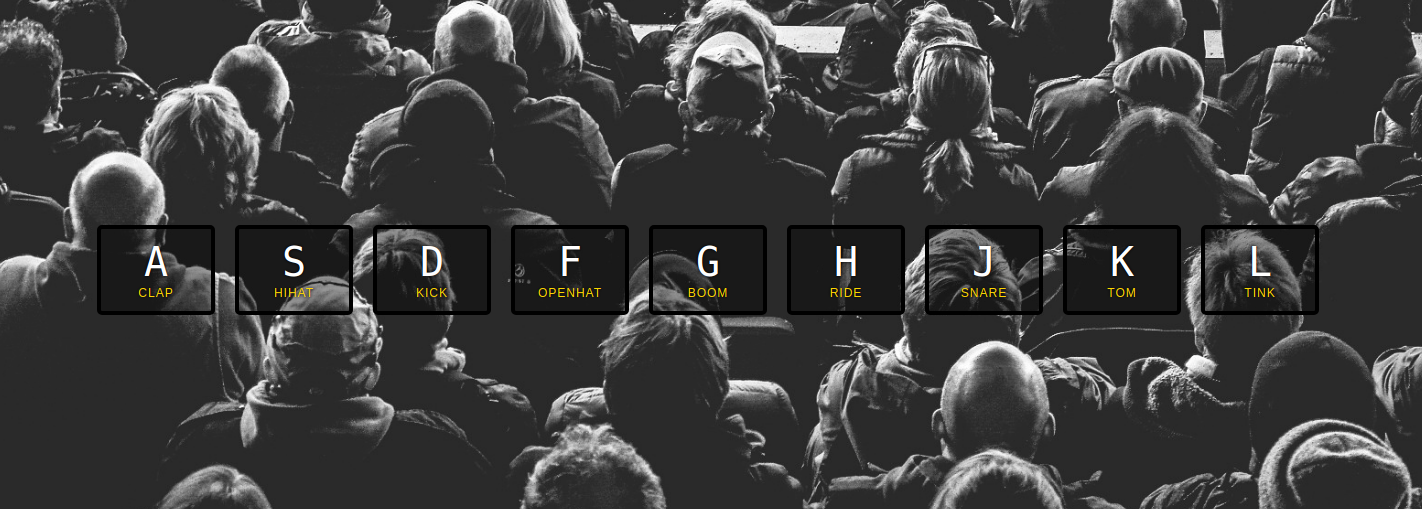 A S D F G H J K L
CLAP HIHAT KICK OPENHAT BOOM RIDE SNARE TOM TINK